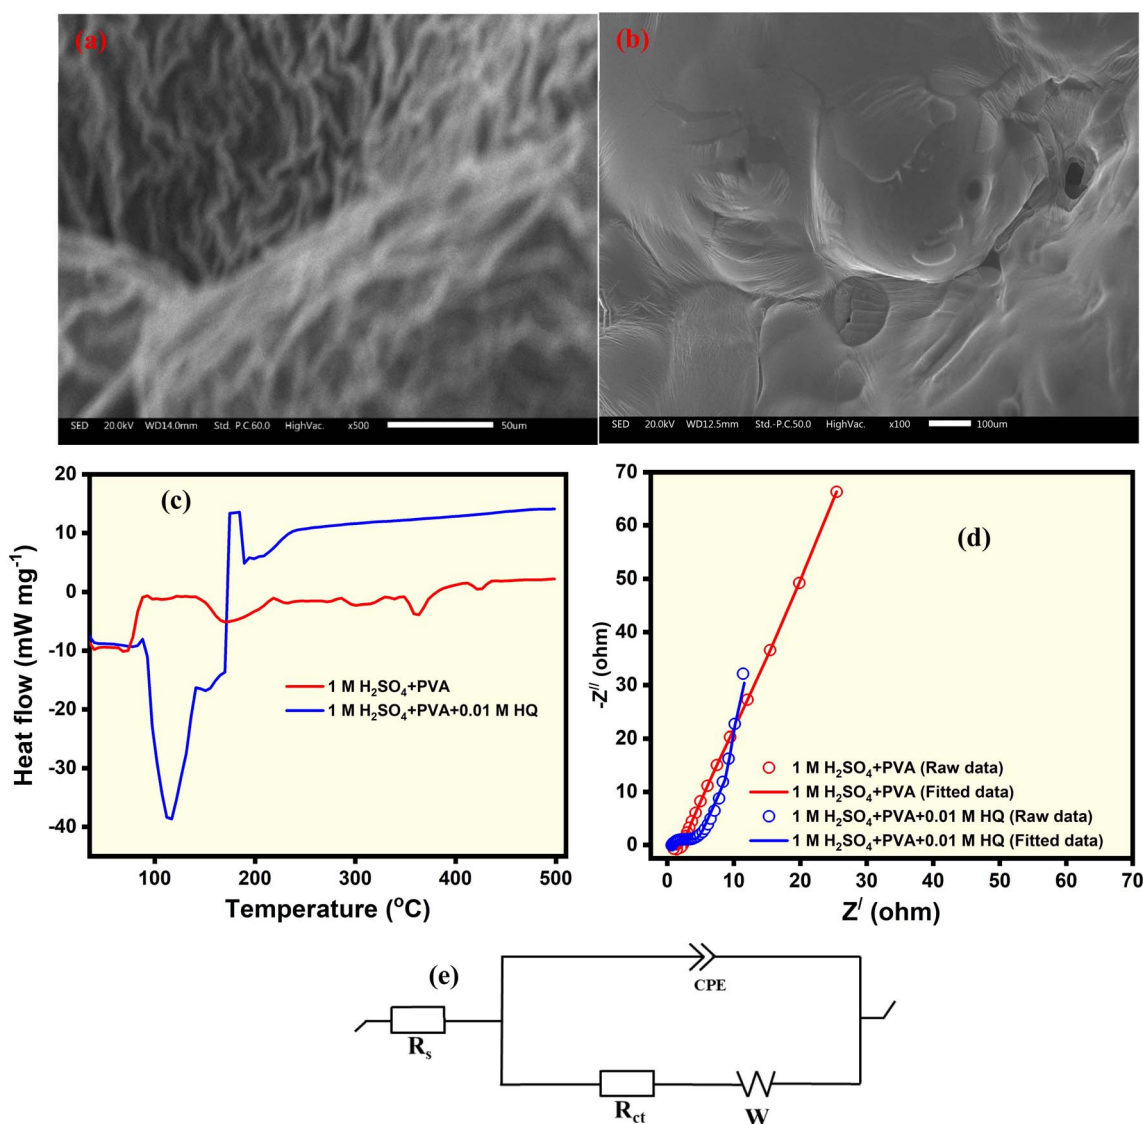 (a)
SED 20.0kV WD14.0mm Std. P.C.60.0 HighVac. x500 50um
(b)
SED 20.0kV WD12.5mm Std.-P.C.50.0 HighVac. x100 100um
(c)
20
10
0
-10
-20
-30
-40
Heat flow (mW mg⁻¹)
1 M H₂SO₄+PVA
1 M H₂SO₄+PVA+0.01 M HQ
100 200 300 400 500
Temperature (°C)
(d)
70
60
50
40
30
20
10
0
-Z// (ohm)
1 M H₂SO₄+PVA (Raw data)
1 M H₂SO₄+PVA (Fitted data)
1 M H₂SO₄+PVA+0.01 M HQ (Raw data)
1 M H₂SO₄+PVA+0.01 M HQ (Fitted data)
0 10 20 30 40 50 60 70
Z/ (ohm)
(e)
CPE
Rₛ
R_ct
W